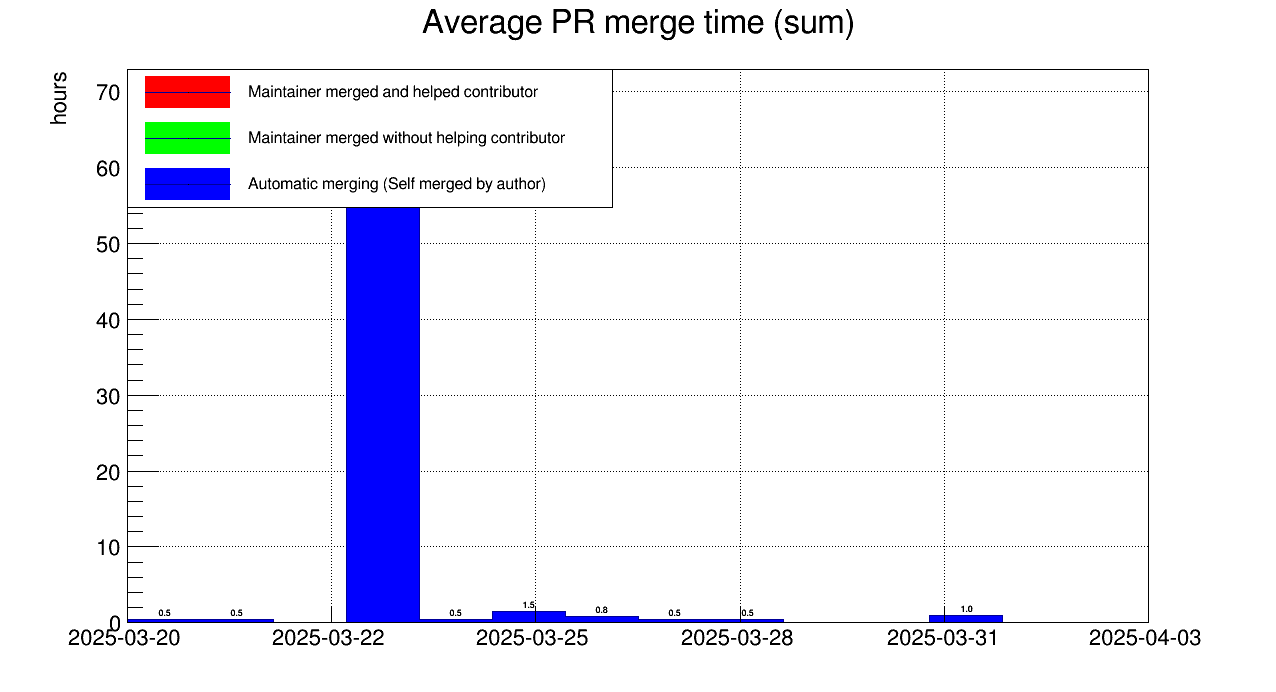 Average PR merge time (sum)
hours
Maintainer merged and helped contributor
Maintainer merged without helping contributor
Automatic merging (Self merged by author)
70
60
50
40
30
20
10
0
0.5 0.5 0.5 1.5 0.8 0.5 0.5 1.0
2025-03-20 2025-03-22 2025-03-25 2025-03-28 2025-03-31 2025-04-03